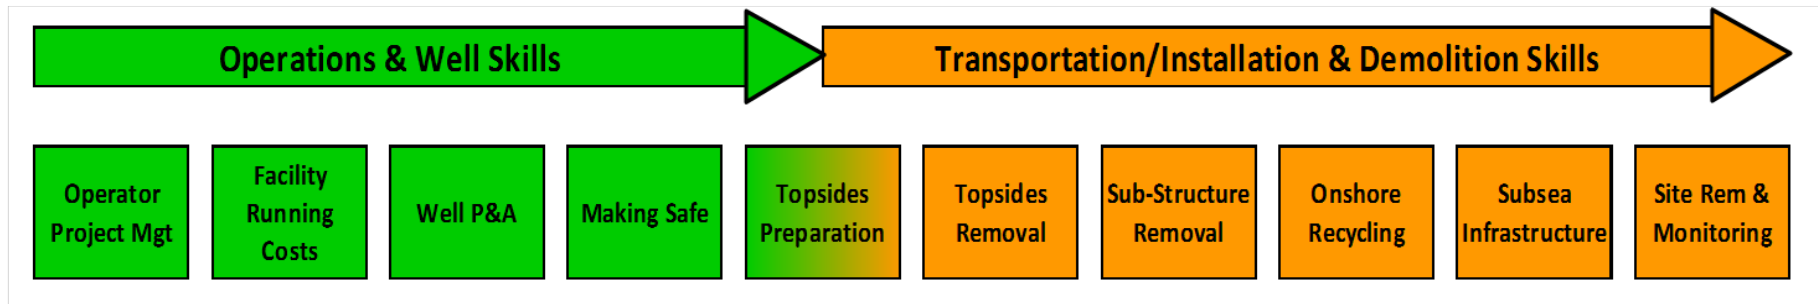 Operations & Well Skills
Transportation/Installation & Demolition Skills
Operator
Project Mgt
Facility
Running
Costs
Well P&A
Making Safe
Topsides
Preparation
Topsides
Removal
Sub-Structure
Removal
Onshore
Recycling
Subsea
Infrastructure
Site Rem &
Monitoring